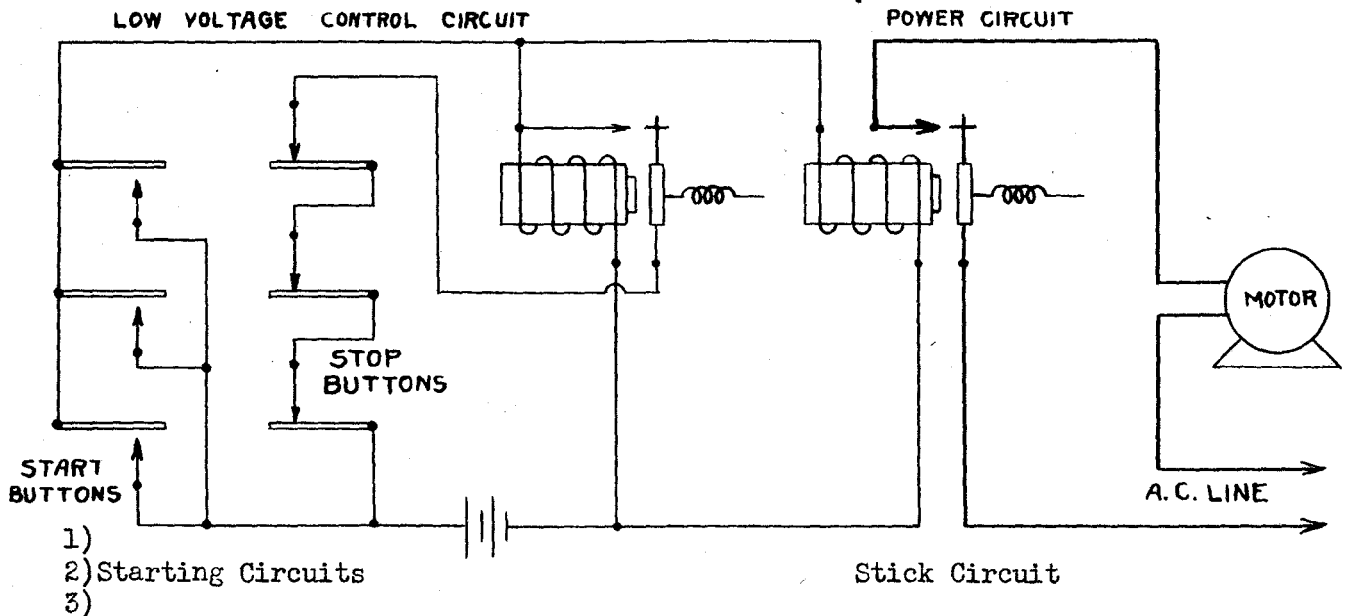 LOW VOLTAGE CONTROL CIRCUIT
POWER CIRCUIT
STOP
BUTTONS
MOTOR
START
BUTTONS
A.C. LINE
1)
2)Starting Circuits
Stick Circuit
3)